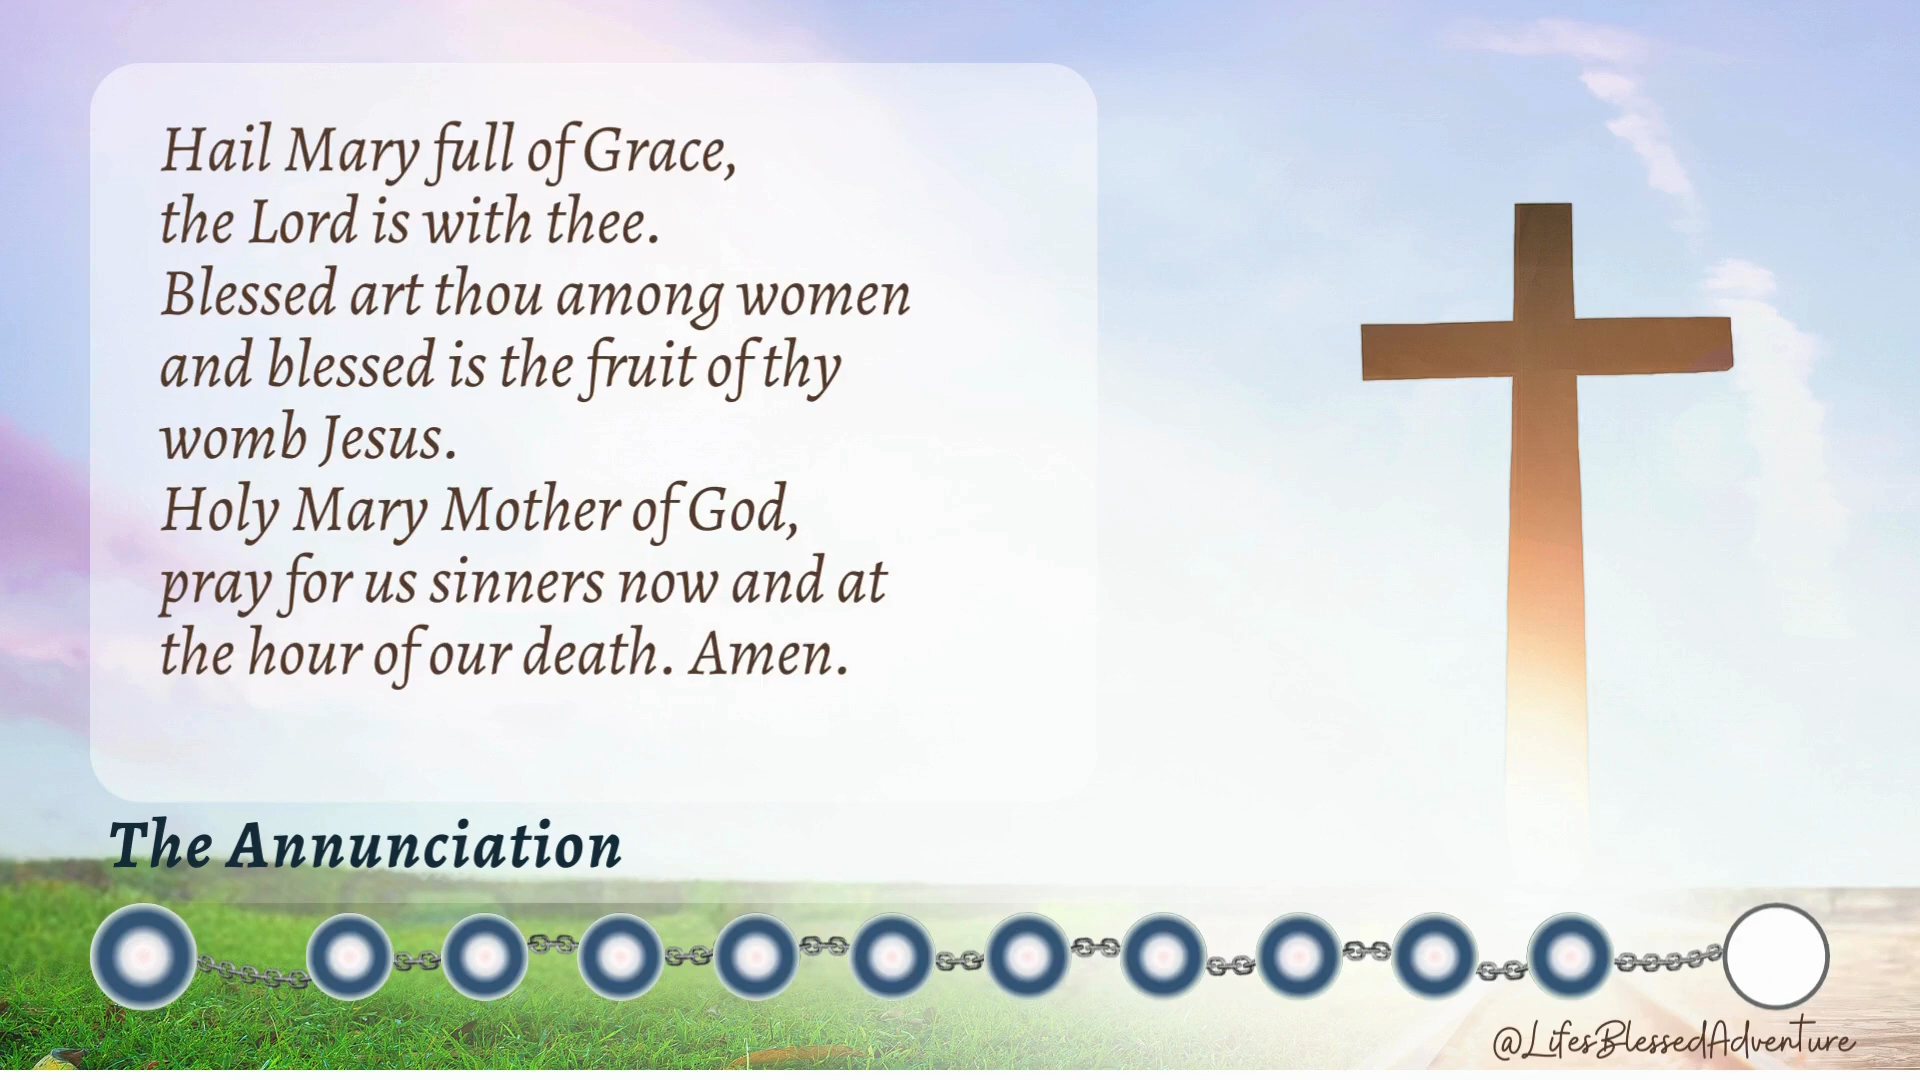 Hail Mary full of Grace,
the Lord is with thee.
Blessed art thou among women
and blessed is the fruit of thy
womb Jesus.
Holy Mary Mother of God,
pray for us sinners now and at
the hour of our death. Amen.
The Annunciation
@LifesBlessedAdventure